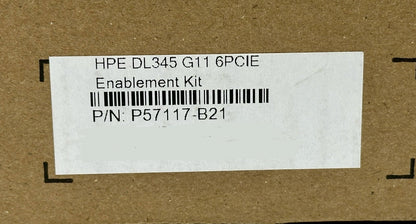 HPE DL345 G11 6PCIE
Enablement Kit
P/N: P57117-B21